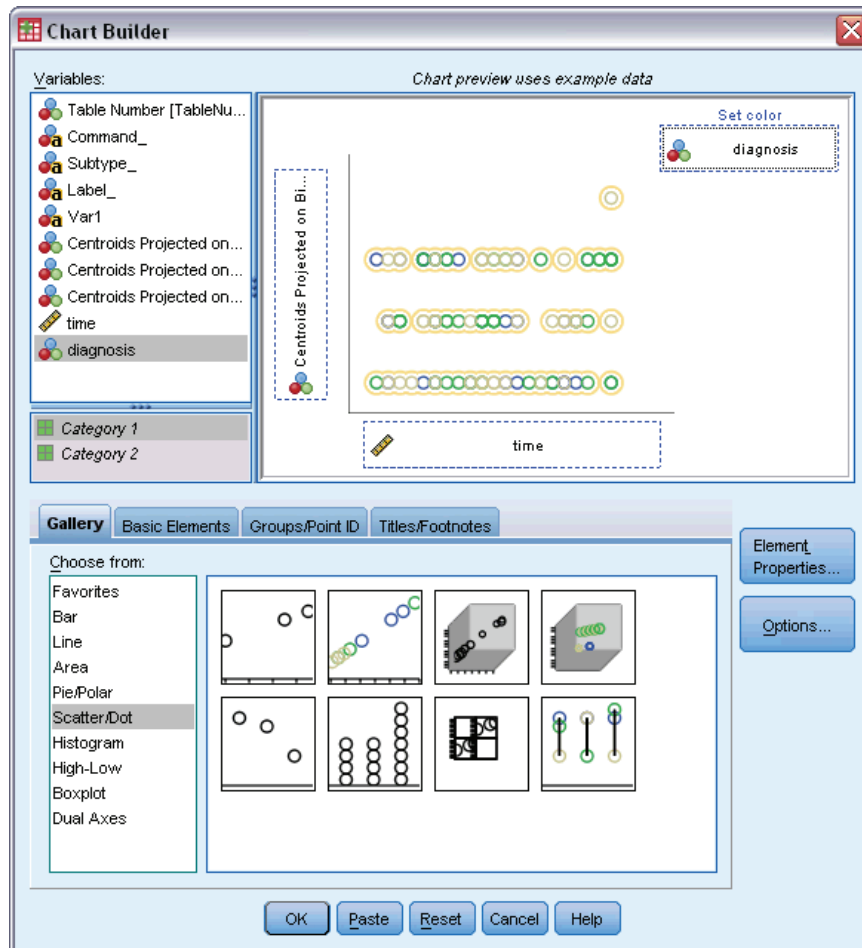 Chart Builder
Variables:
Chart preview uses example data
Table Number [TableNu...
Command_
Subtype_
Label_
Var1
Centroids Projected on...
Centroids Projected on...
Centroids Projected on...
time
diagnosis
Category 1
Category 2
Set color
diagnosis
Centroids Projected on Bi...
time
Gallery
Basic Elements
Groups/Point ID
Titles/Footnotes
Choose from:
Favorites
Bar
Line
Area
Pie/Polar
Scatter/Dot
Histogram
High-Low
Boxplot
Dual Axes
Element
Properties...
Options...
OK
Paste
Reset
Cancel
Help